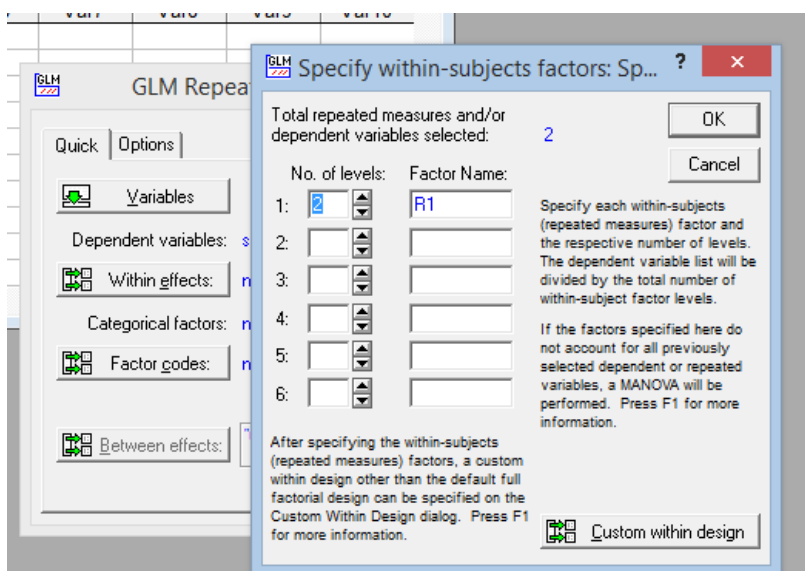 Var7 Var8 Var9 Var10
GLM
GLM Repea
Quick
Options
Variables
Dependent variables: s
Within effects: n
Categorical factors: n
Factor codes: n
Between effects:
GLM
Specify within-subjects factors: Sp... ? ×
Total repeated measures and/or
dependent variables selected: 2
OK
Cancel
No. of levels: Factor Name:
1: 2 R1
2:
3:
4:
5:
6:
Specify each within-subjects
(repeated measures) factor and
the respective number of levels.
The dependent variable list will be
divided by the total number of
within-subject factor levels.
If the factors specified here do
not account for all previously
selected dependent or repeated
variables, a MANOVA will be
performed. Press F1 for more
information.
After specifying the within-subjects
(repeated measures) factors, a custom
within design other than the default full
factorial design can be specified on the
Custom Within Design dialog. Press F1
for more information.
Custom within design